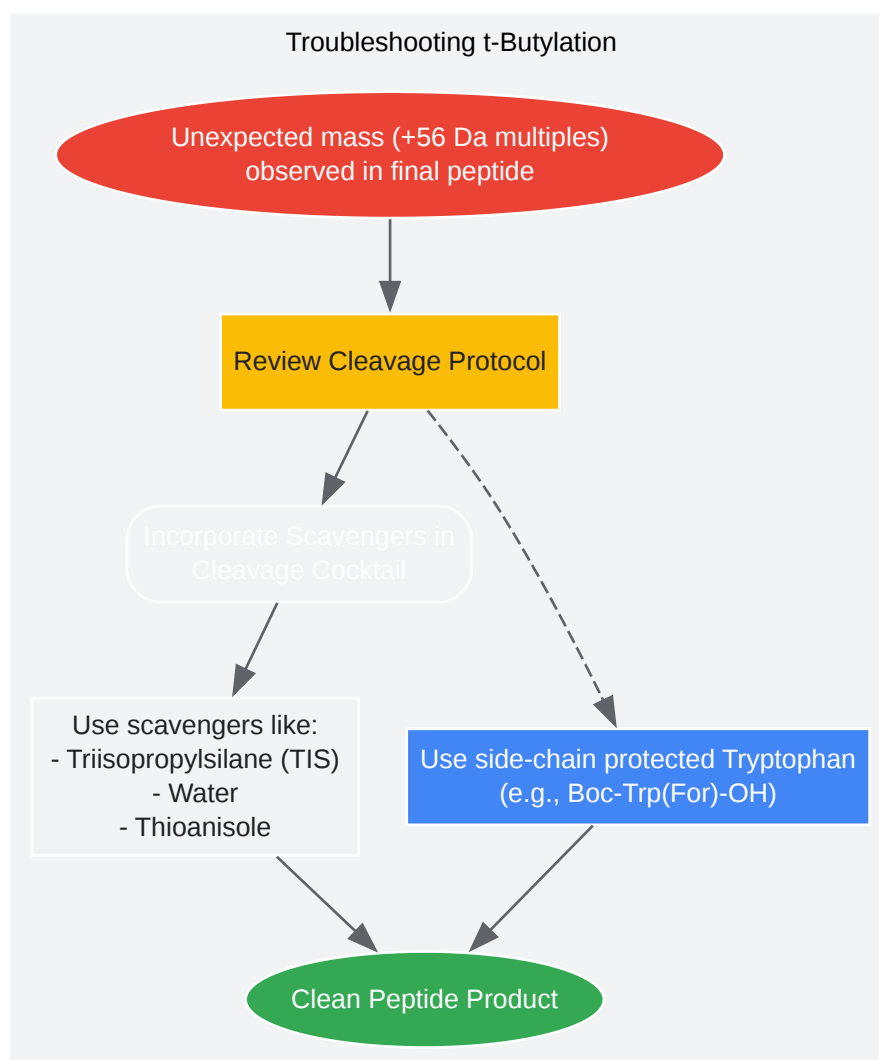 Troubleshooting t-Butylation
Unexpected mass (+56 Da multiples)
observed in final peptide
Review Cleavage Protocol
Incorporate Scavengers in
Cleavage Cocktail
Use scavengers like:
- Triisopropylsilane (TIS)
- Water
- Thioanisole
Use side-chain protected Tryptophan
(e.g., Boc-Trp(For)-OH)
Clean Peptide Product